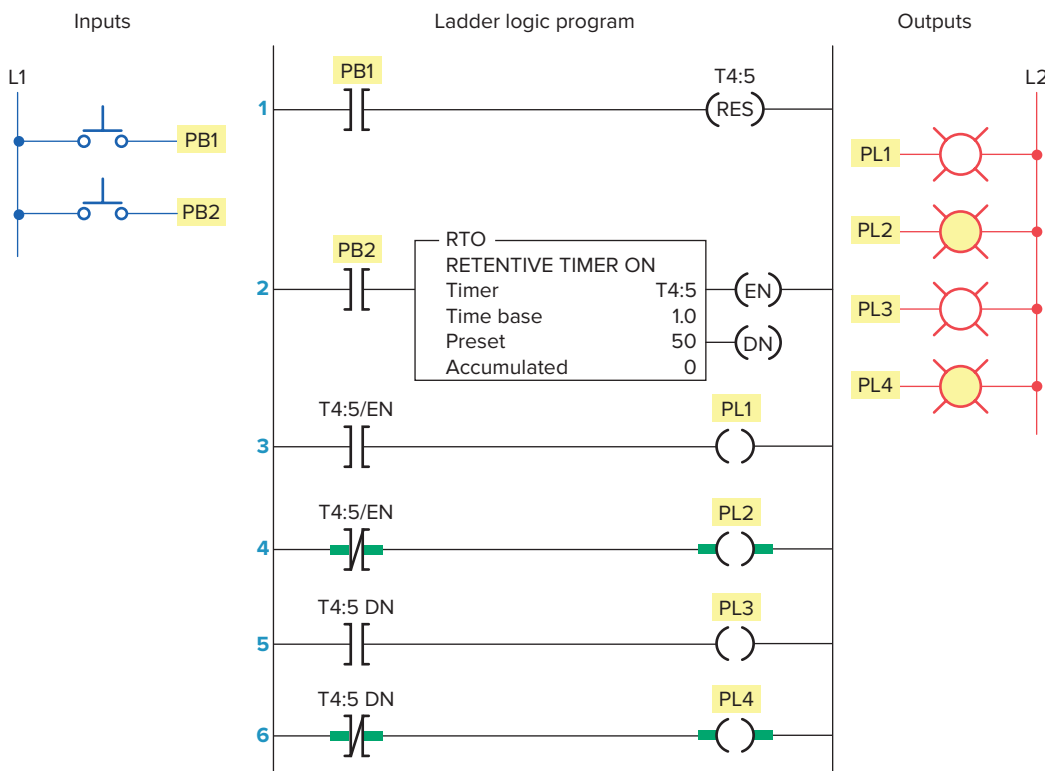 Inputs
Ladder logic program
Outputs
L1
PB1
PB2
1
PB1
T4:5
RES
2
PB2
RTO
RETENTIVE TIMER ON
Timer T4:5
Time base 1.0
Preset 50
Accumulated 0
EN
DN
3
T4:5/EN
PL1
4
T4:5/EN
PL2
5
T4:5 DN
PL3
6
T4:5 DN
PL4
L2
PL1
PL2
PL3
PL4